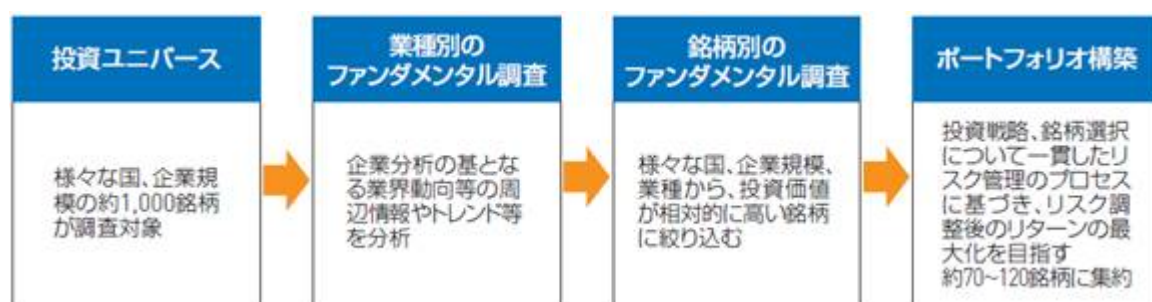 投資ユニバース
様々な国、企業規
模の約1,000銘柄
が調査対象
業種別の
ファンダメンタル調査
企業分析の基とな
る業界動向等の周
辺情報やトレンド等
を分析
銘柄別の
ファンダメンタル調査
様々な国、企業規模、
業種から、投資価値
が相対的に高い銘柄
に絞り込む
ポートフォリオ構築
投資戦略、銘柄選択
について一貫したリ
スク管理のプロセス
に基づき、リスク調
整後のリターンの最
大化を目指す
約70~120銘柄に集約